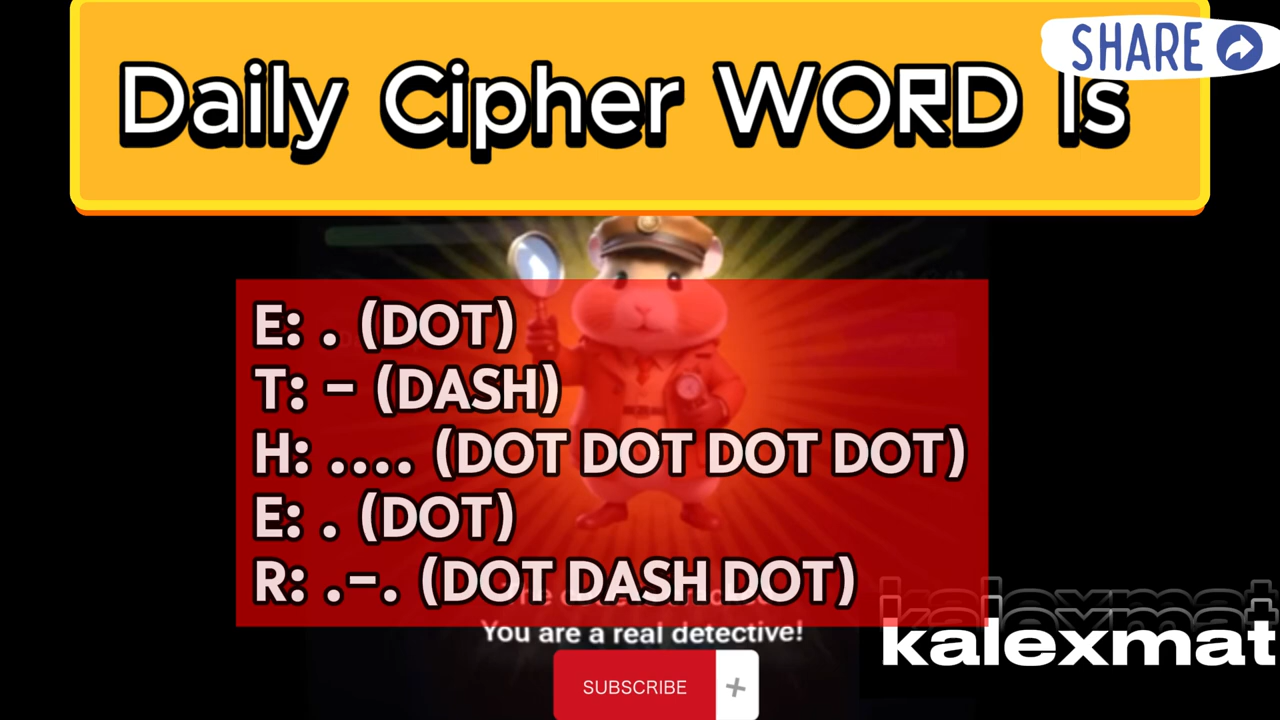 SHARE
Daily Cipher WORD Is
E: . (DOT)
T: - (DASH)
H: .... (DOT DOT DOT DOT)
E: . (DOT)
R: .-. (DOT DASH DOT)
You are a real detective!
kalexmat
SUBSCRIBE